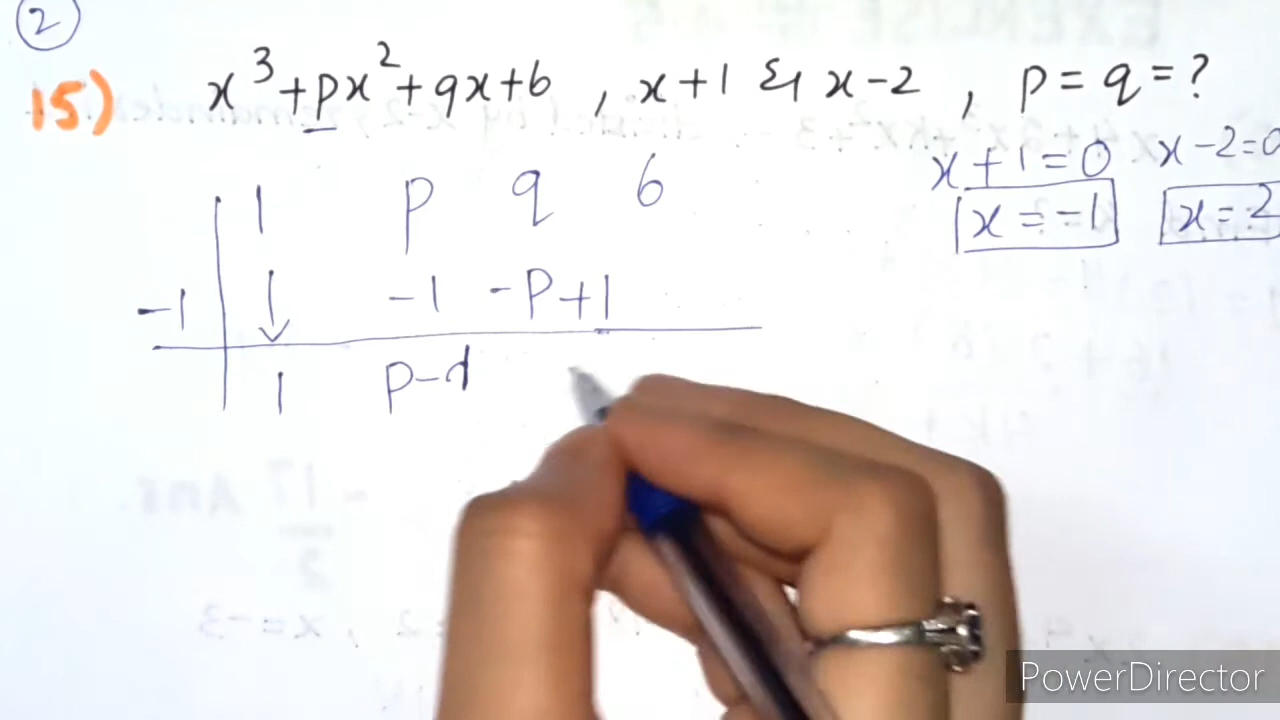 2
15) x³+px²+qx+6 , x+1 & x-2 , p = q = ?
x+1=0 x-2=0
x=-1 x=2
1 p q 6
-1 -1 -p+1
1 p-1
PowerDirector